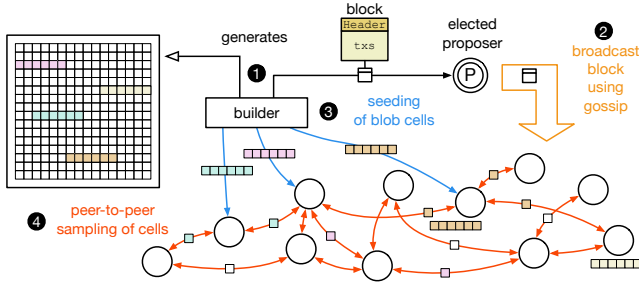 block
generates
Header
txs
elected
proposer
P
2
broadcast
block
using
gossip
1
builder
3
seeding
of blob cells
4
peer-to-peer
sampling of cells